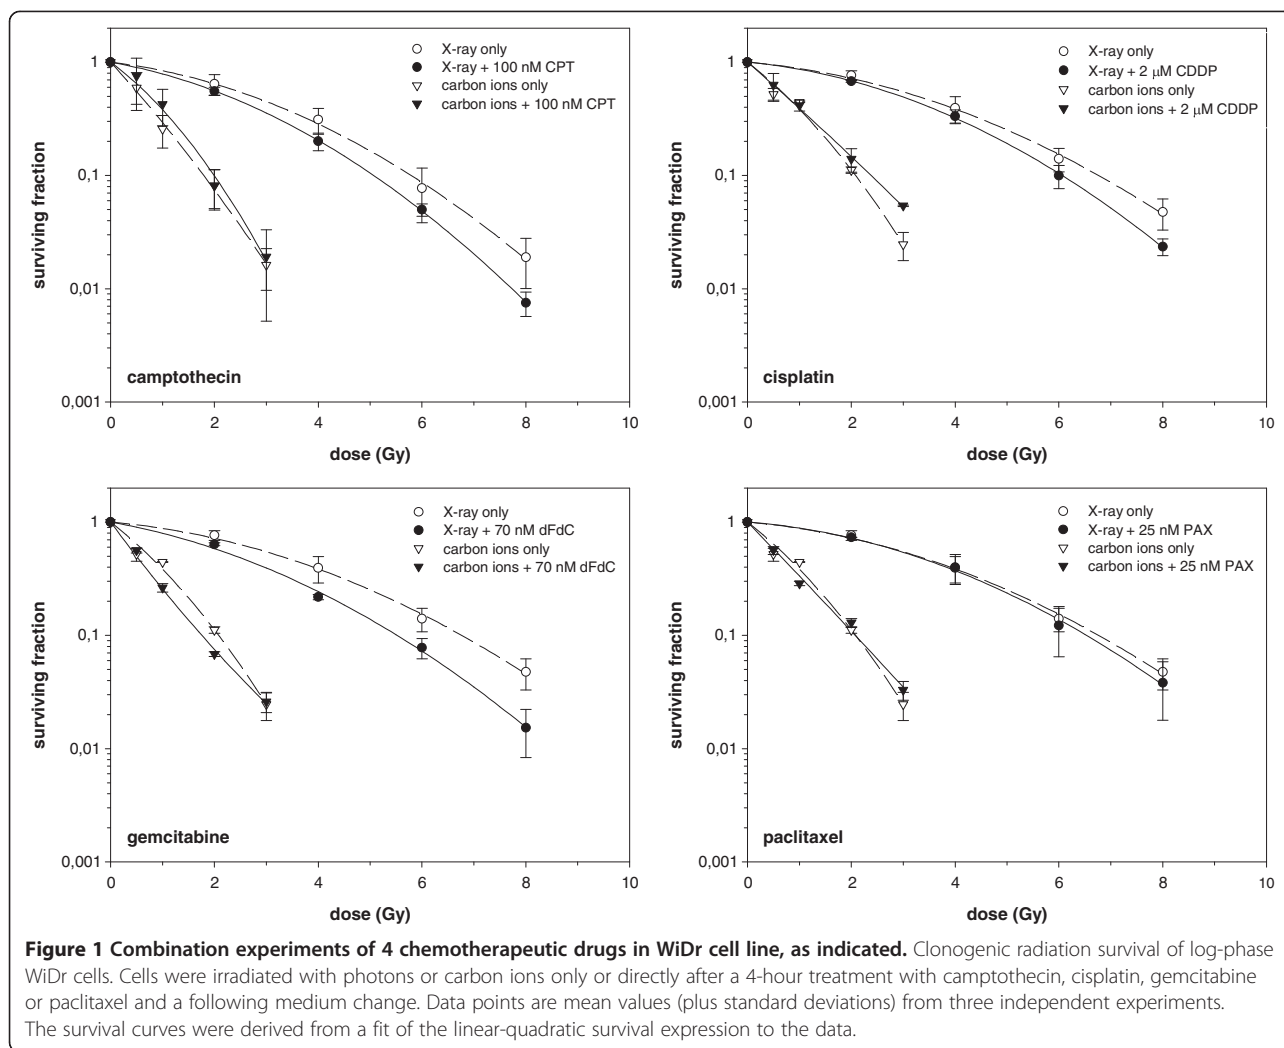 X-ray only
X-ray + 100 nM CPT
carbon ions only
carbon ions + 100 nM CPT
1
0,1
0,01
0,001
surviving fraction
camptothecin
0 2 4 6 8 10
dose (Gy)
X-ray only
X-ray + 2 µM CDDP
carbon ions only
carbon ions + 2 µM CDDP
1
0,1
0,01
0,001
surviving fraction
cisplatin
0 2 4 6 8 10
dose (Gy)
X-ray only
X-ray + 70 nM dFdC
carbon ions only
carbon ions + 70 nM dFdC
1
0,1
0,01
0,001
surviving fraction
gemcitabine
0 2 4 6 8 10
dose (Gy)
X-ray only
X-ray + 25 nM PAX
carbon ions only
carbon ions + 25 nM PAX
1
0,1
0,01
0,001
surviving fraction
paclitaxel
0 2 4 6 8 10
dose (Gy)
Figure 1 Combination experiments of 4 chemotherapeutic drugs in WiDr cell line, as indicated. Clonogenic radiation survival of log-phase
WiDr cells. Cells were irradiated with photons or carbon ions only or directly after a 4-hour treatment with camptothecin, cisplatin, gemcitabine
or paclitaxel and a following medium change. Data points are mean values (plus standard deviations) from three independent experiments.
The survival curves were derived from a fit of the linear-quadratic survival expression to the data.